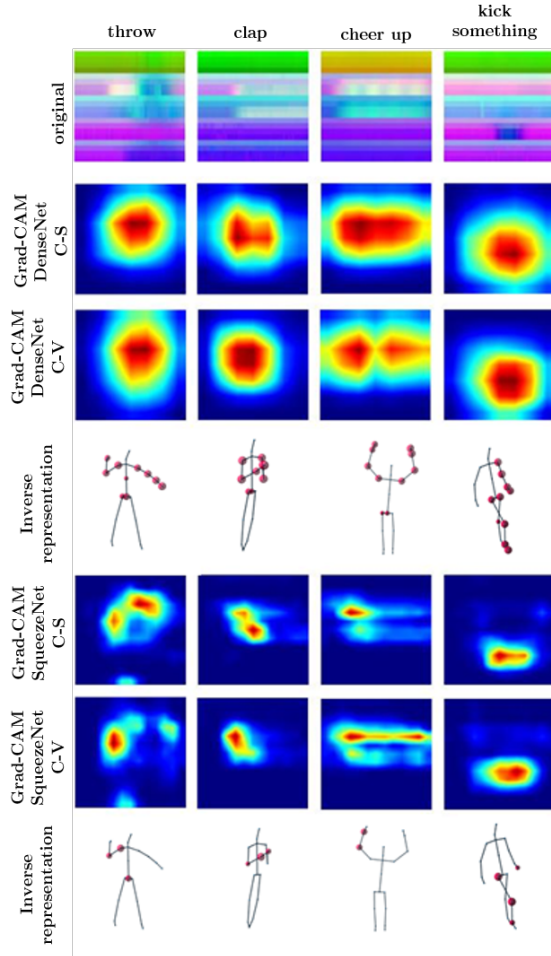 throw
clap
cheer up
kick
something
original
Grad-CAM
DenseNet
C-S
Grad-CAM
DenseNet
C-V
Inverse
representation
Grad-CAM
SqueezeNet
C-S
Grad-CAM
SqueezeNet
C-V
Inverse
representation